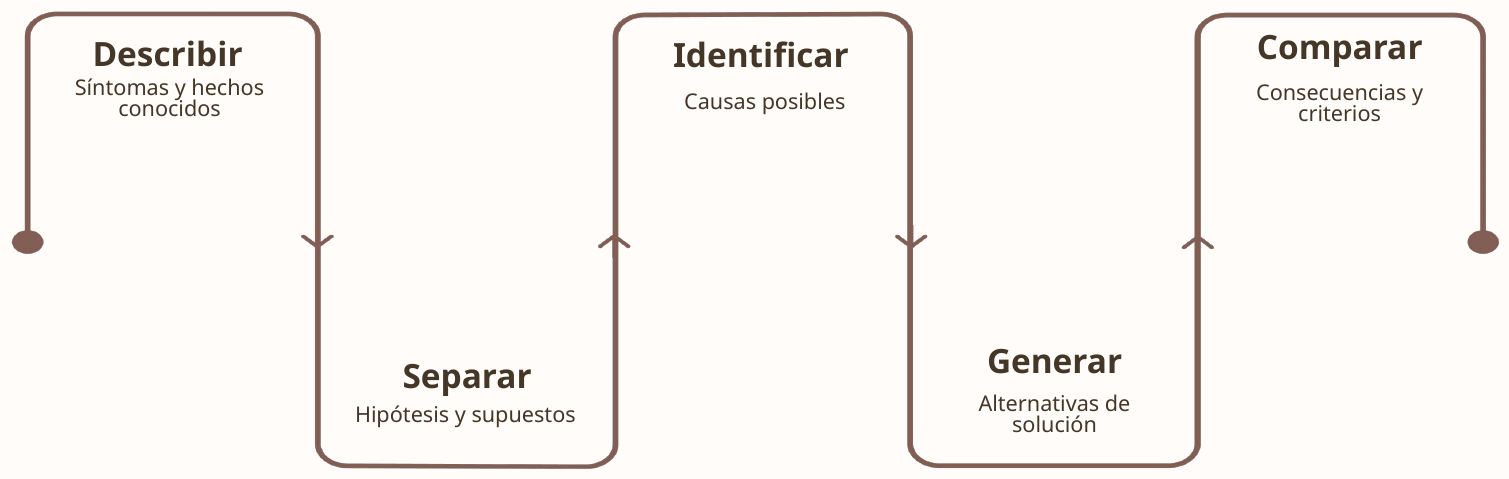 Describir
Síntomas y hechos
conocidos
Separar
Hipótesis y supuestos
Identificar
Causas posibles
Generar
Alternativas de
solución
Comparar
Consecuencias y
criterios